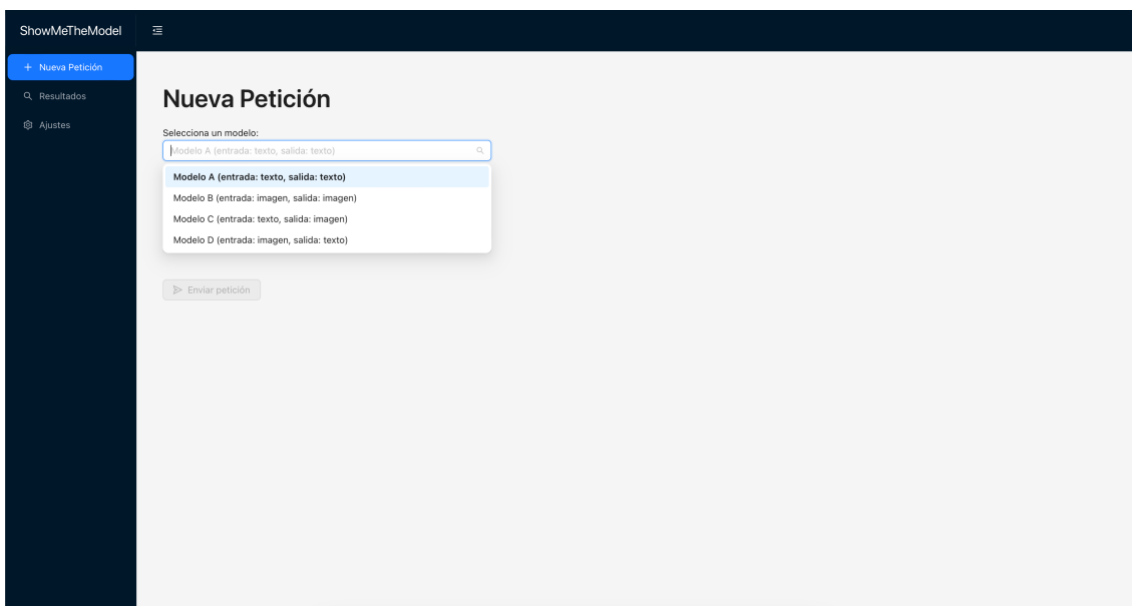 ShowMeTheModel
Nueva Petición
Resultados
Ajustes
Nueva Petición
Selecciona un modelo:
Modelo A (entrada: texto, salida: texto)
Modelo A (entrada: texto, salida: texto)
Modelo B (entrada: imagen, salida: imagen)
Modelo C (entrada: texto, salida: imagen)
Modelo D (entrada: imagen, salida: texto)
Enviar petición